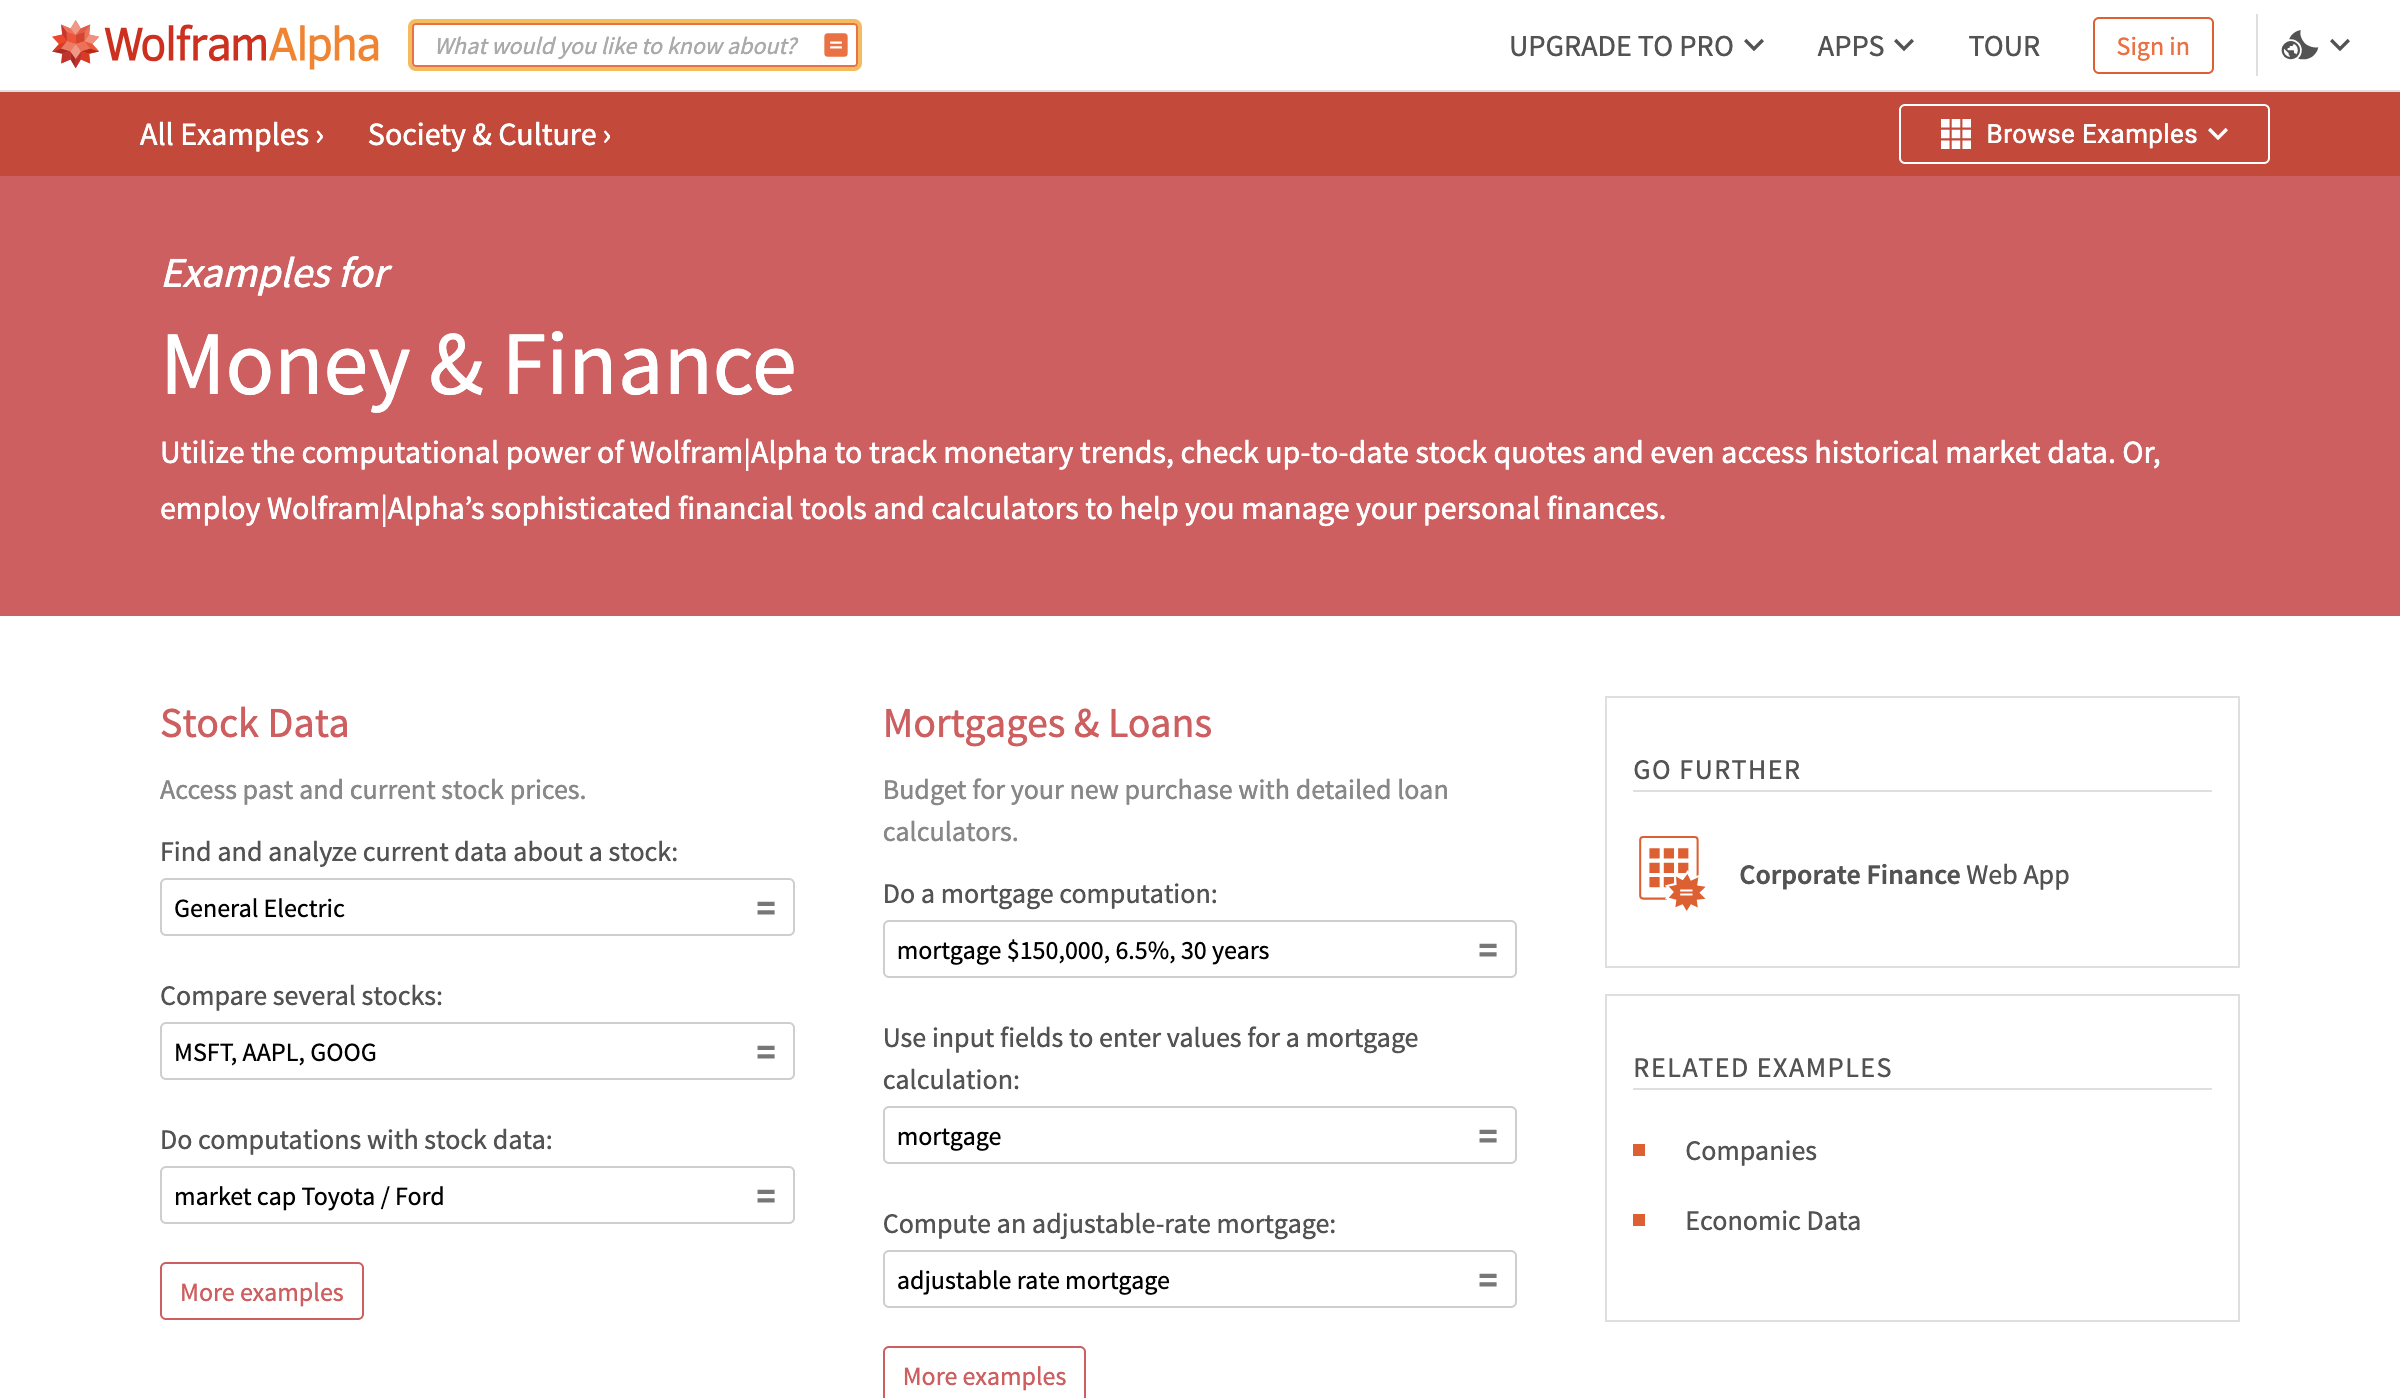 WolframAlpha
What would you like to know about?
UPGRADE TO PRO
APPS
TOUR
Sign in
All Examples ›
Society & Culture ›
Browse Examples
Examples for
Money & Finance
Utilize the computational power of Wolfram|Alpha to track monetary trends, check up-to-date stock quotes and even access historical market data. Or,
employ Wolfram|Alpha’s sophisticated financial tools and calculators to help you manage your personal finances.
Stock Data
Access past and current stock prices.
Find and analyze current data about a stock:
General Electric
Compare several stocks:
MSFT, AAPL, GOOG
Do computations with stock data:
market cap Toyota / Ford
More examples
Mortgages & Loans
Budget for your new purchase with detailed loan
calculators.
Do a mortgage computation:
mortgage $150,000, 6.5%, 30 years
Use input fields to enter values for a mortgage
calculation:
mortgage
Compute an adjustable-rate mortgage:
adjustable rate mortgage
More examples
GO FURTHER
Corporate Finance Web App
RELATED EXAMPLES
Companies
Economic Data